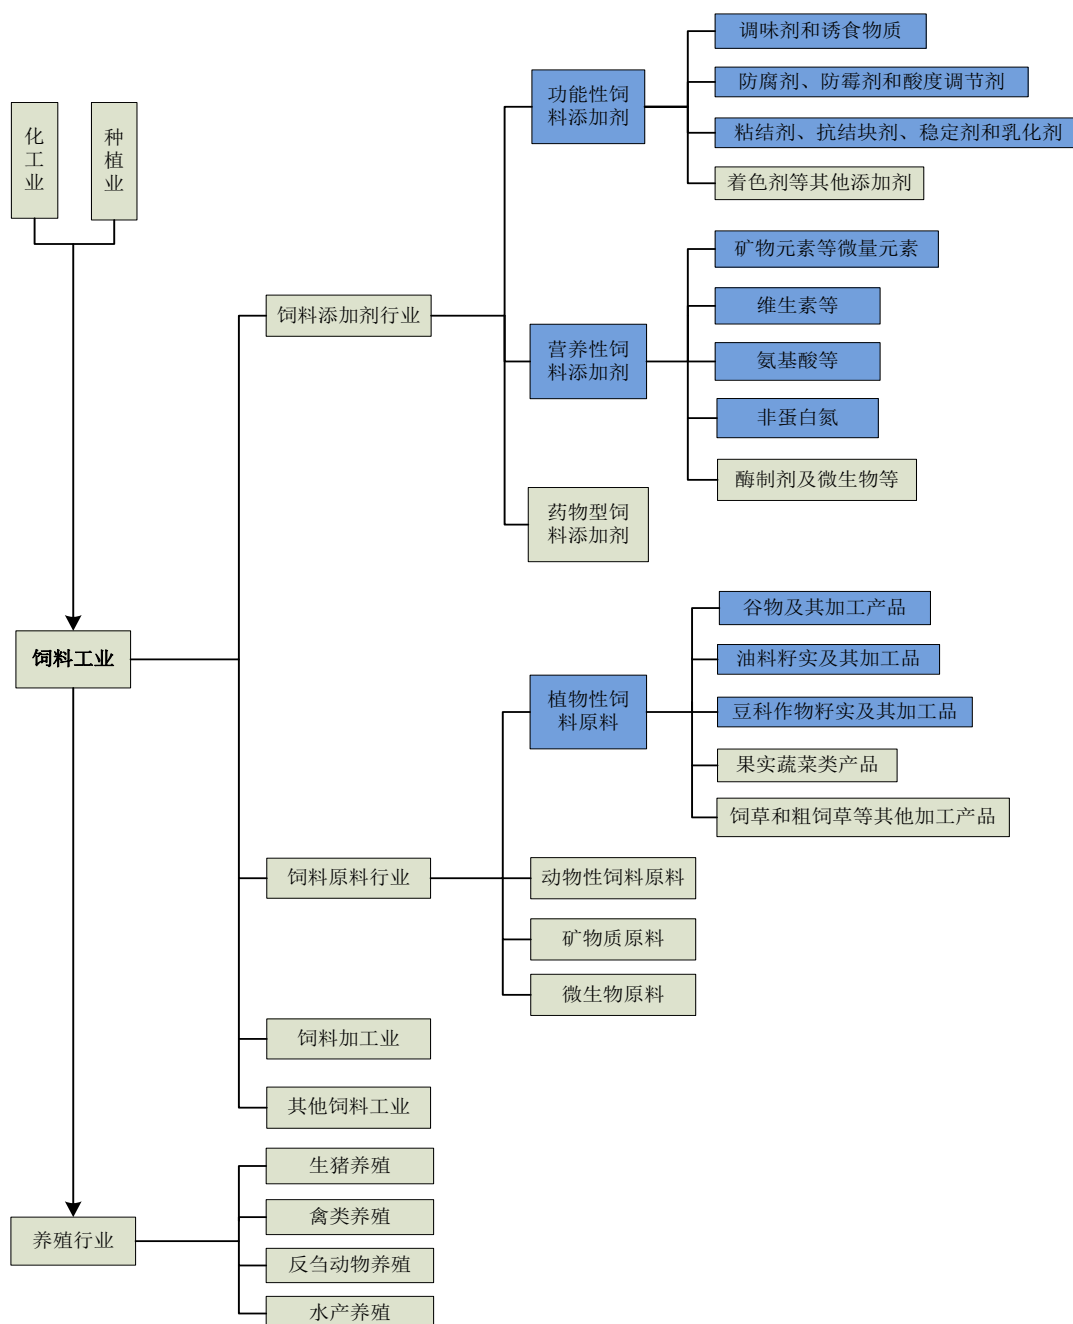 调味剂和诱食物质
功能性饲
料添加剂
防腐剂、防霉剂和酸度调节剂
粘结剂、抗结块剂、稳定剂和乳化剂
着色剂等其他添加剂
化工业
种植业
矿物元素等微量元素
饲料添加剂行业
维生素等
营养性饲
料添加剂
氨基酸等
非蛋白氮
酶制剂及微生物等
药物型饲
料添加剂
谷物及其加工产品
饲料工业
油料籽实及其加工品
植物性饲
料原料
豆科作物籽实及其加工品
果实蔬菜类产品
饲草和粗饲草等其他加工产品
饲料原料行业
动物性饲料原料
矿物质原料
微生物原料
饲料加工业
其他饲料工业
生猪养殖
禽类养殖
养殖行业
反刍动物养殖
水产养殖